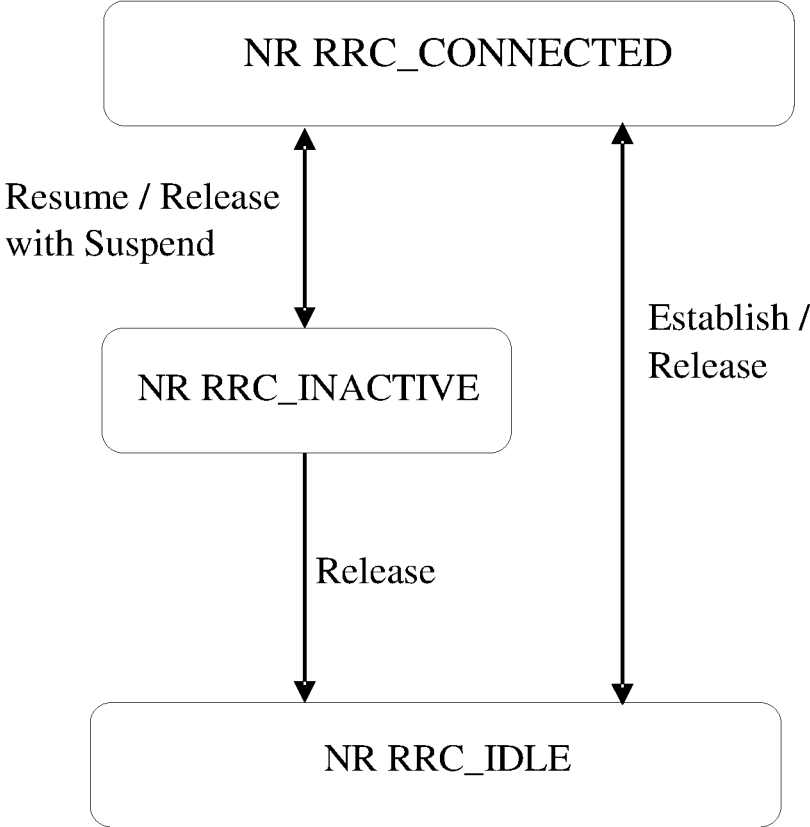 NR RRC_CONNECTED
Resume / Release
with Suspend
Establish /
Release
NR RRC_INACTIVE
Release
NR RRC_IDLE